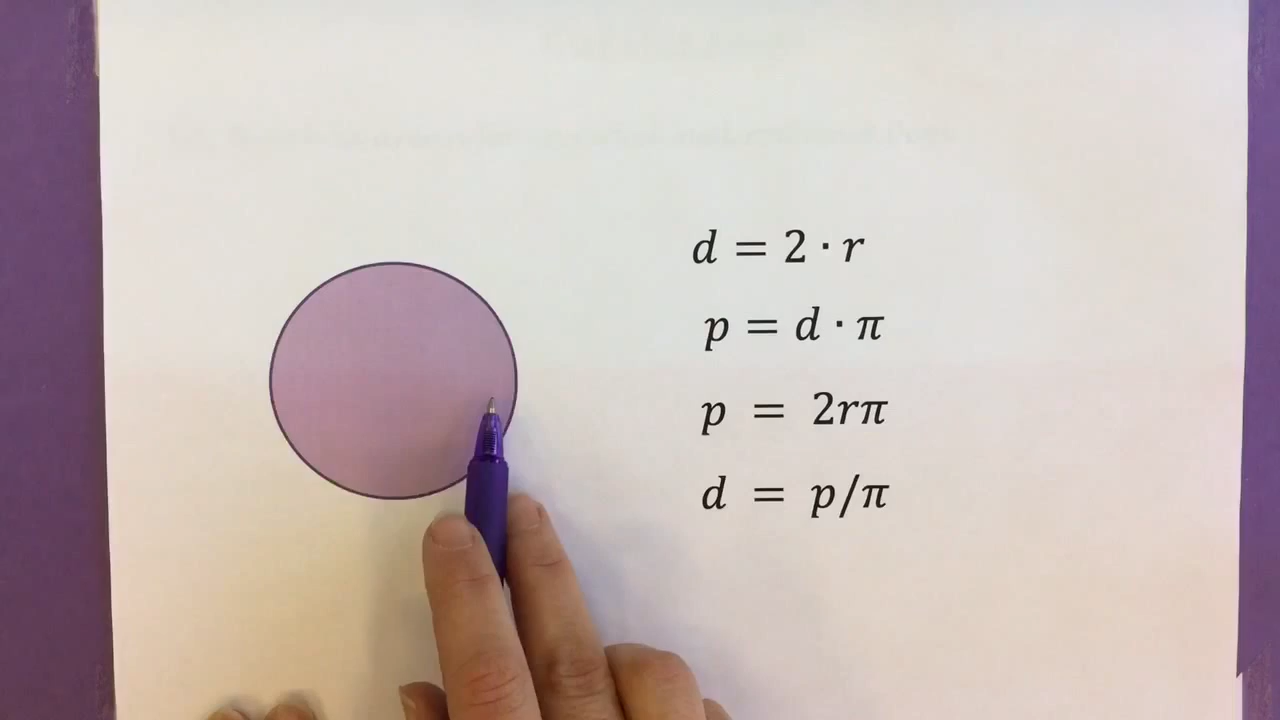 d = 2 · r
p = d · π
p = 2rπ
d = p/π